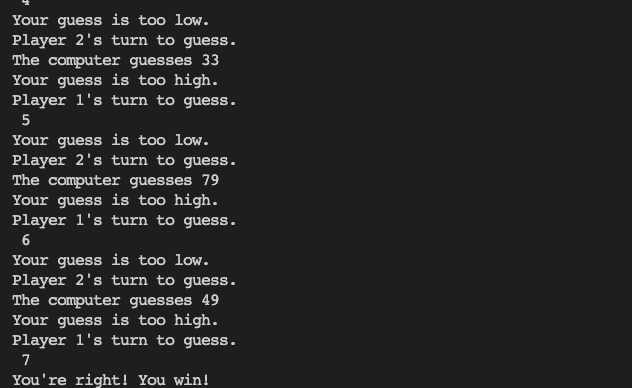 4
Your guess is too low.
Player 2's turn to guess.
The computer guesses 33
Your guess is too high.
Player 1's turn to guess.
5
Your guess is too low.
Player 2's turn to guess.
The computer guesses 79
Your guess is too high.
Player 1's turn to guess.
6
Your guess is too low.
Player 2's turn to guess.
The computer guesses 49
Your guess is too high.
Player 1's turn to guess.
7
You're right! You win!